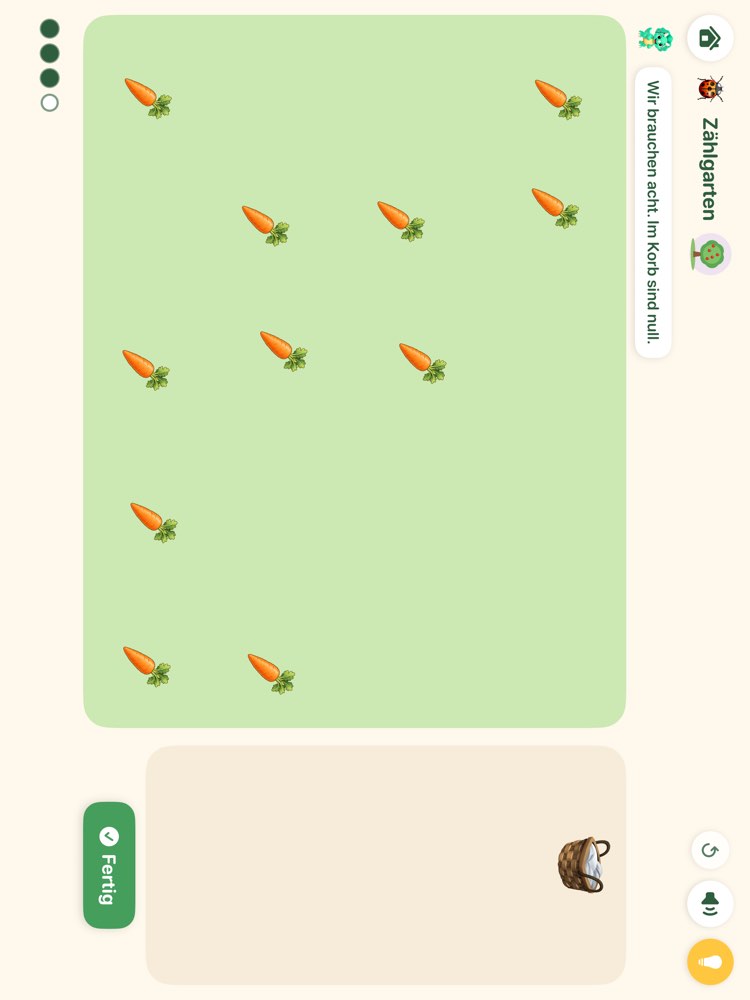 Zählgarten
Wir brauchen acht. Im Korb sind null.
Fertig